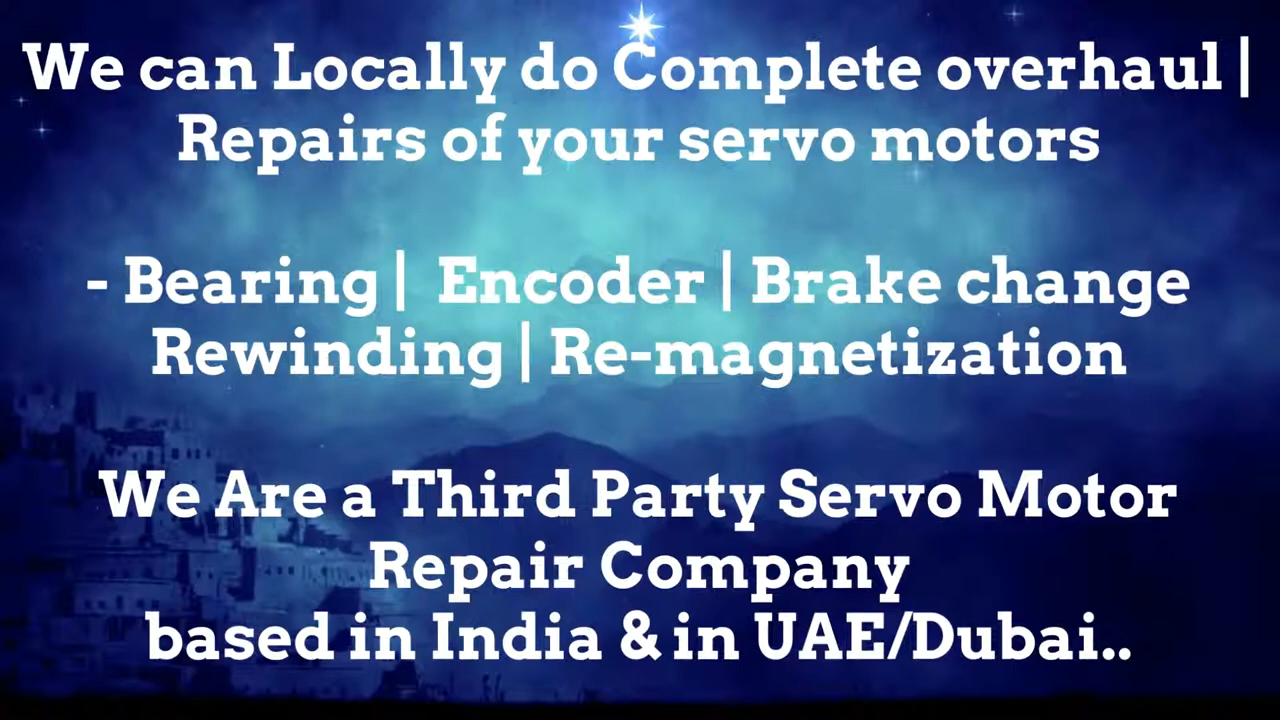 We can Locally do Complete overhaul |
Repairs of your servo motors
- Bearing | Encoder | Brake change
Rewinding | Re-magnetization
We Are a Third Party Servo Motor
Repair Company
based in India & in UAE/Dubai..